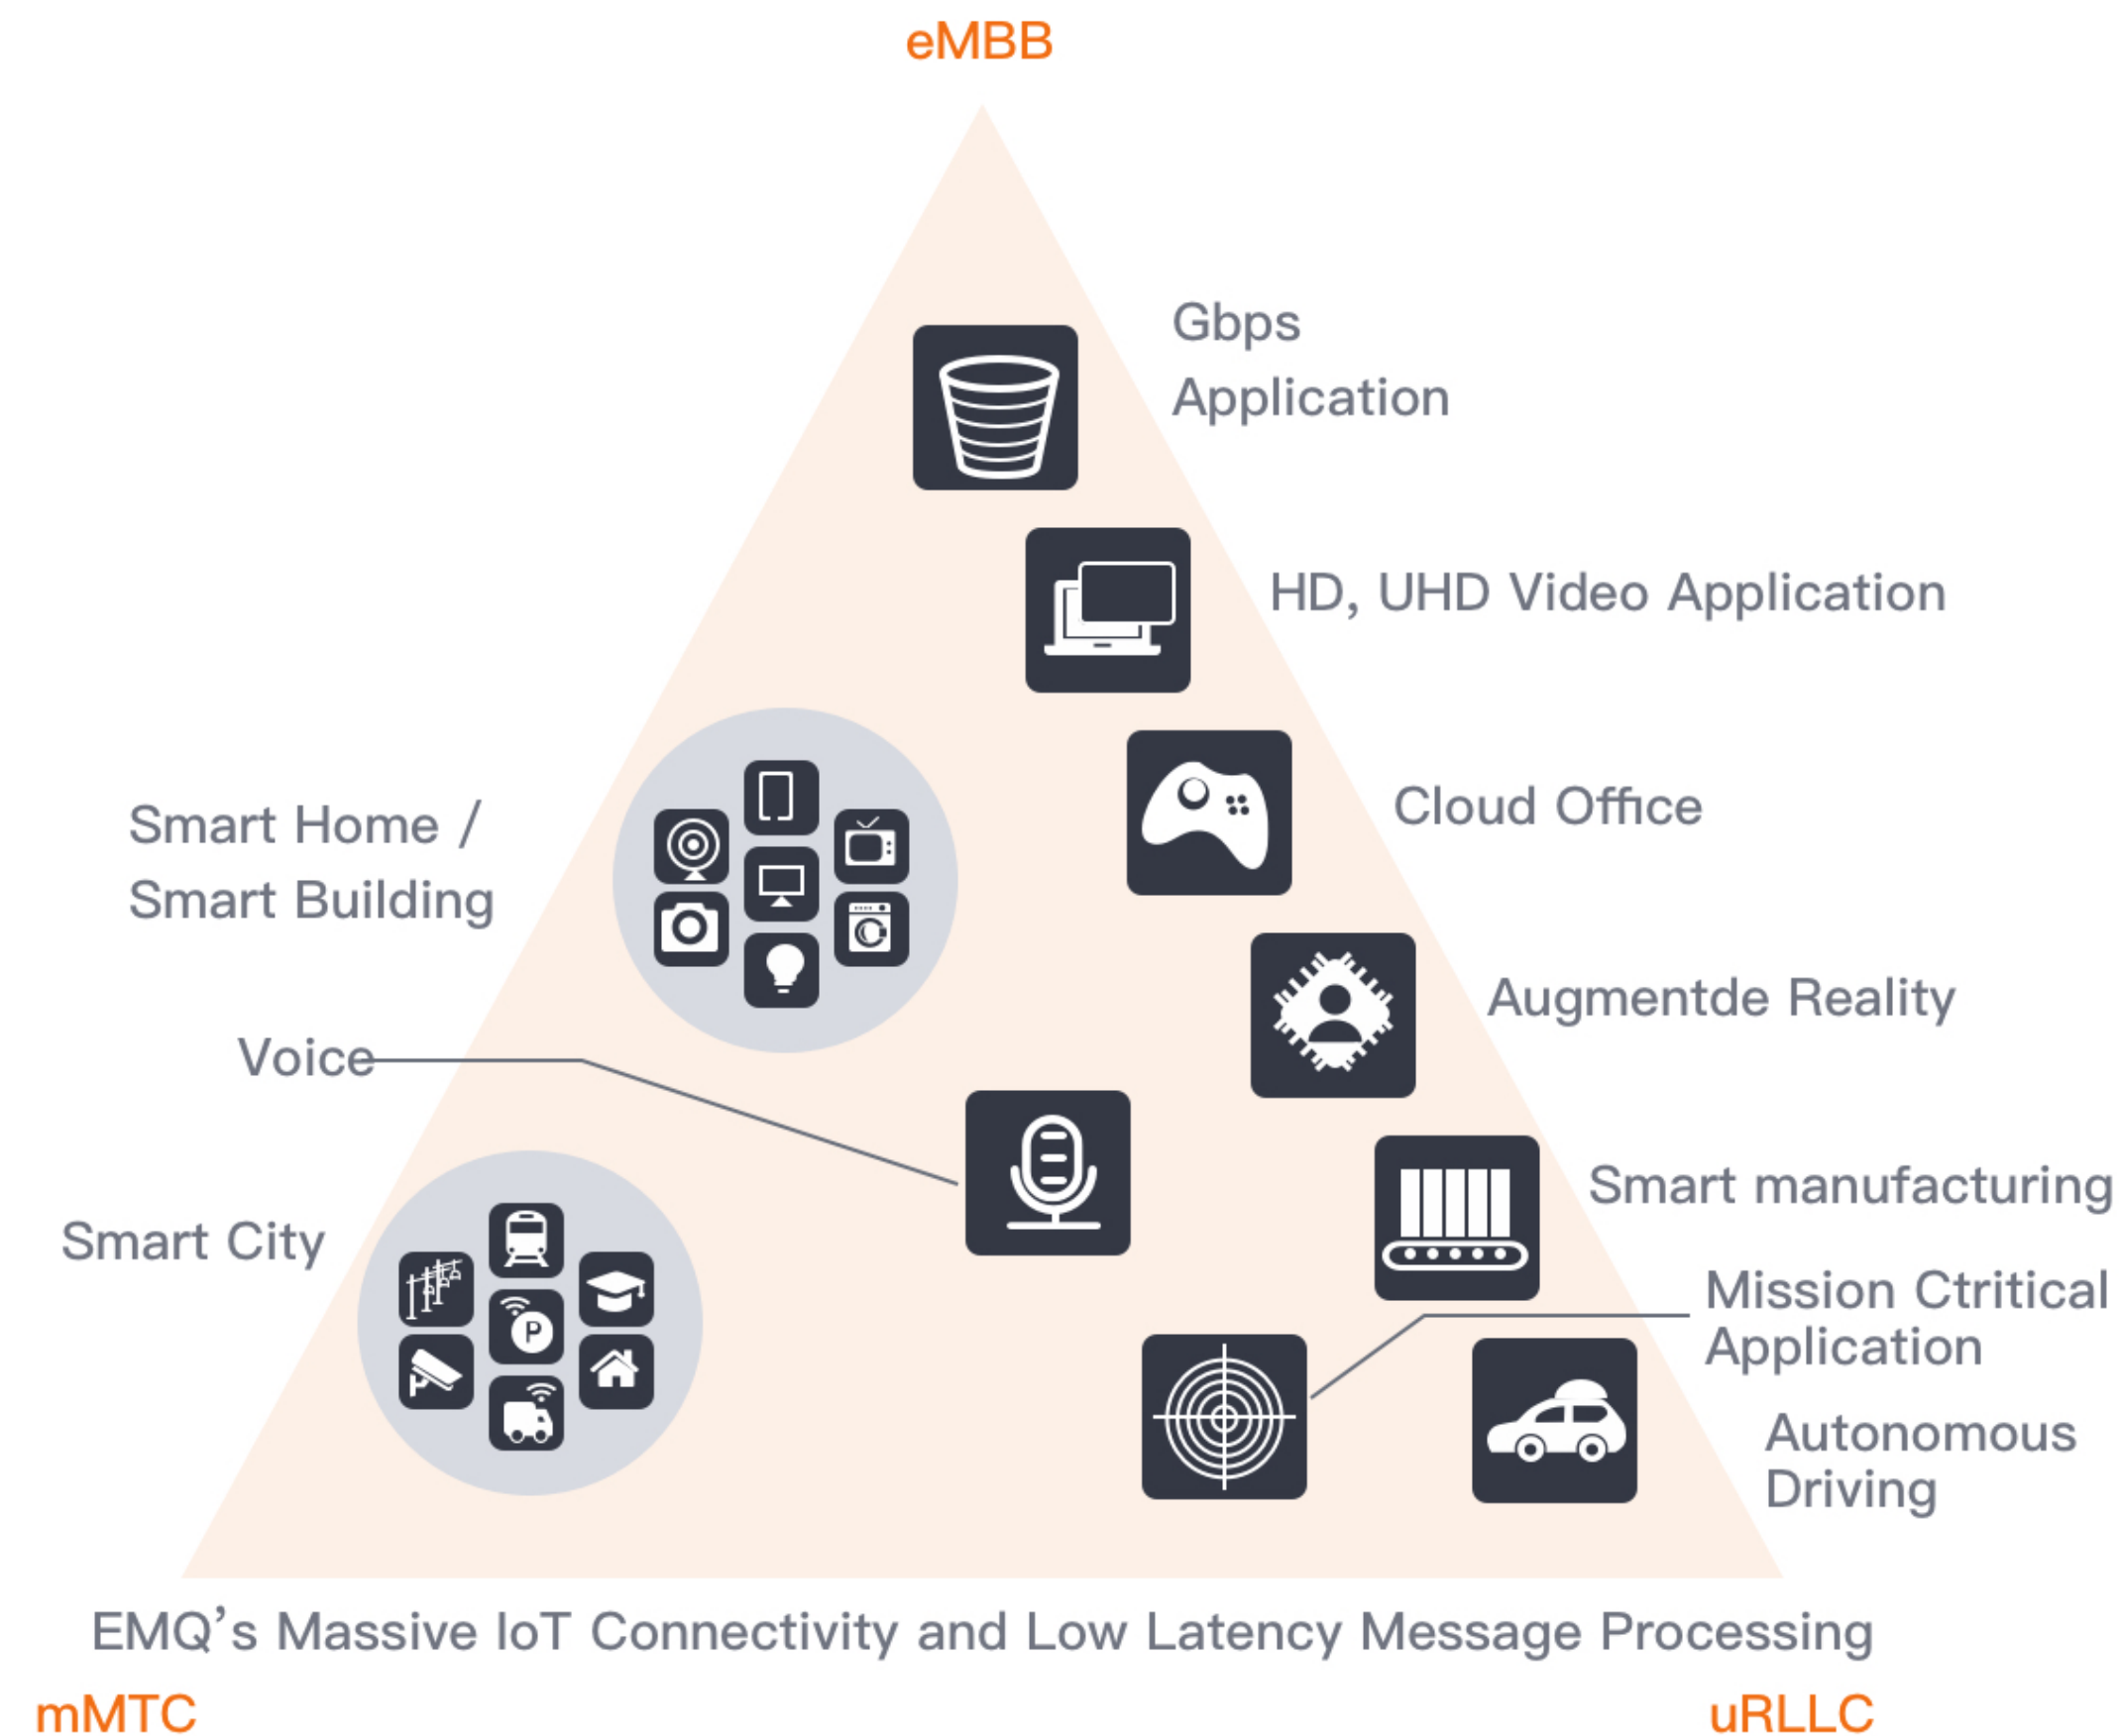 eMBB
Gbps
Application
HD, UHD Video Application
Cloud Office
Smart Home /
Smart Building
Augmentde Reality
Voice
Smart manufacturing
Smart City
P
Mission Ctritical
Application
Autonomous
Driving
EMQ’s Massive IoT Connectivity and Low Latency Message Processing
mMTC
uRLLC